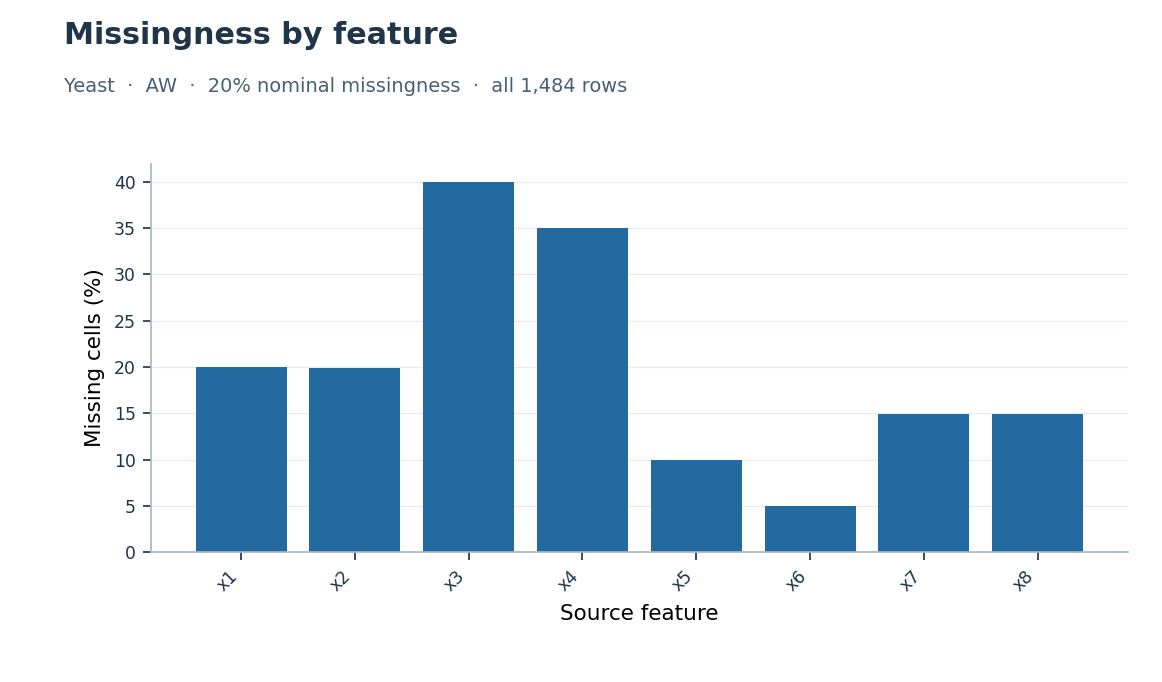 Missingness by feature
Yeast · AW · 20% nominal missingness · all 1,484 rows
Missing cells (%)
40
35
30
25
20
15
10
5
0
x1 x2 x3 x4 x5 x6 x7 x8
Source feature